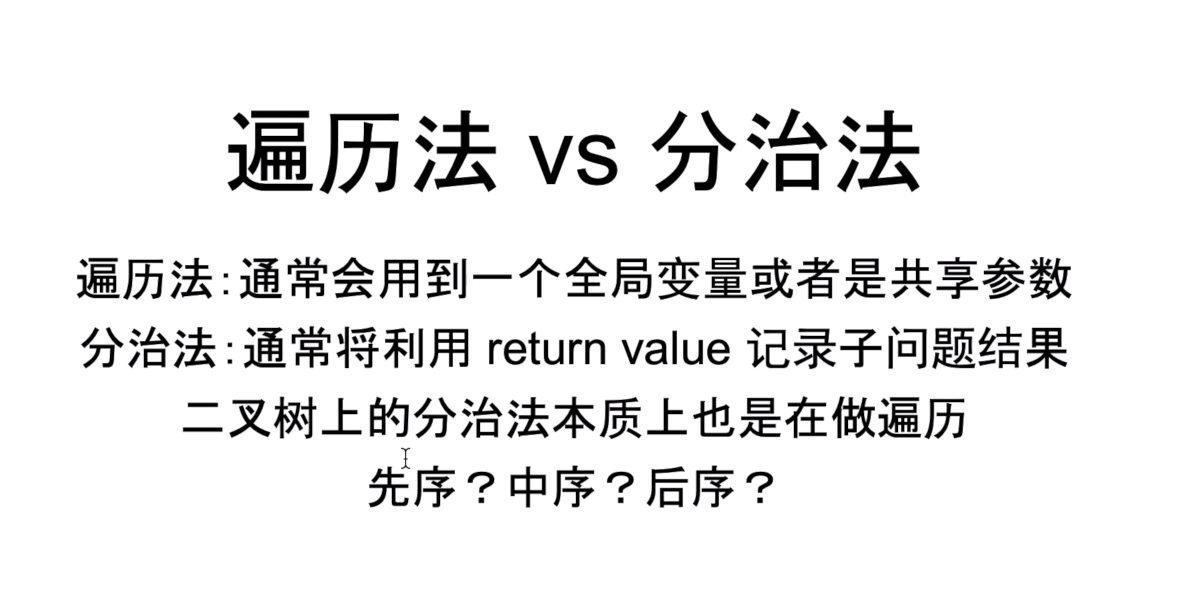 遍历法 vs 分治法
遍历法:通常会用到一个全局变量或者是共享参数
分治法:通常将利用 return value 记录子问题结果
二叉树上的分治法本质上也是在做遍历
先序？中序？后序？